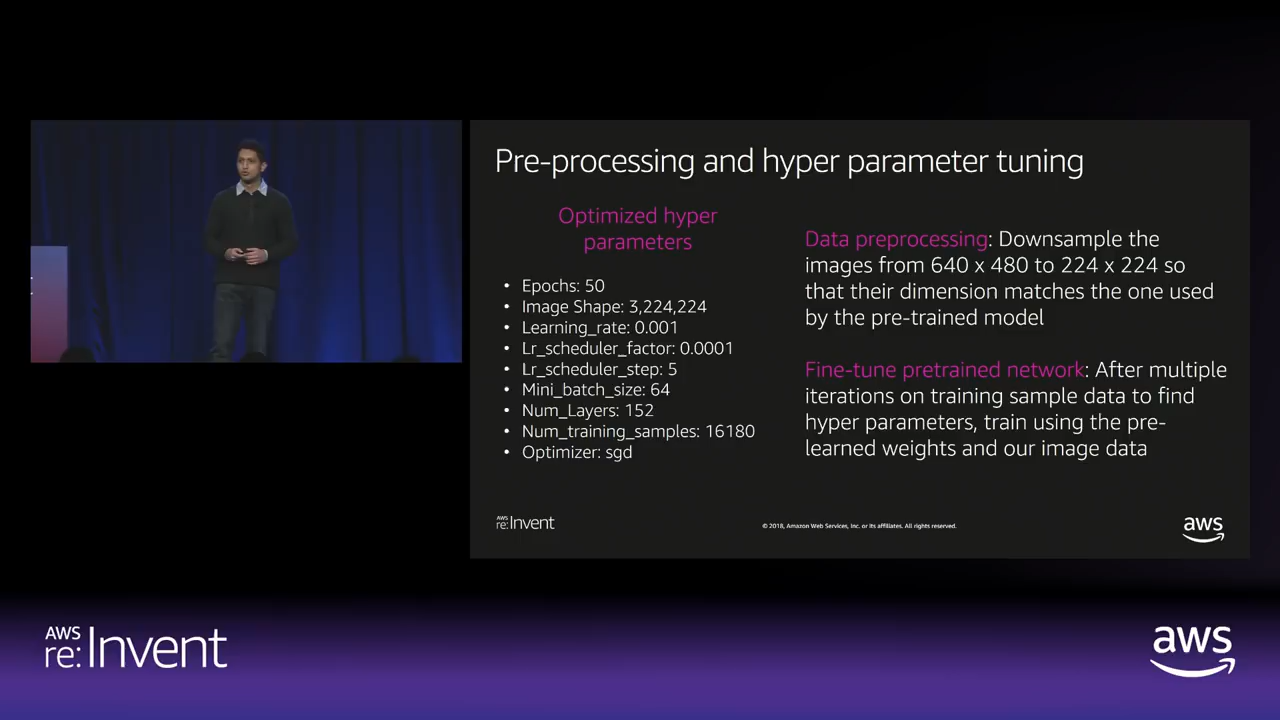 Pre-processing and hyper parameter tuning
Optimized hyper
parameters
• Epochs: 50
• Image Shape: 3,224,224
• Learning_rate: 0.001
• Lr_scheduler_factor: 0.0001
• Lr_scheduler_step: 5
• Mini_batch_size: 64
• Num_Layers: 152
• Num_training_samples: 16180
• Optimizer: sgd
Data preprocessing: Downsample the
images from 640 x 480 to 224 x 224 so
that their dimension matches the one used
by the pre-trained model
Fine-tune pretrained network: After multiple
iterations on training sample data to find
hyper parameters, train using the pre-
learned weights and our image data
AWS
re:Invent
© 2018, Amazon Web Services, Inc. or its affiliates. All rights reserved.
aws
AWS
re:Invent
aws